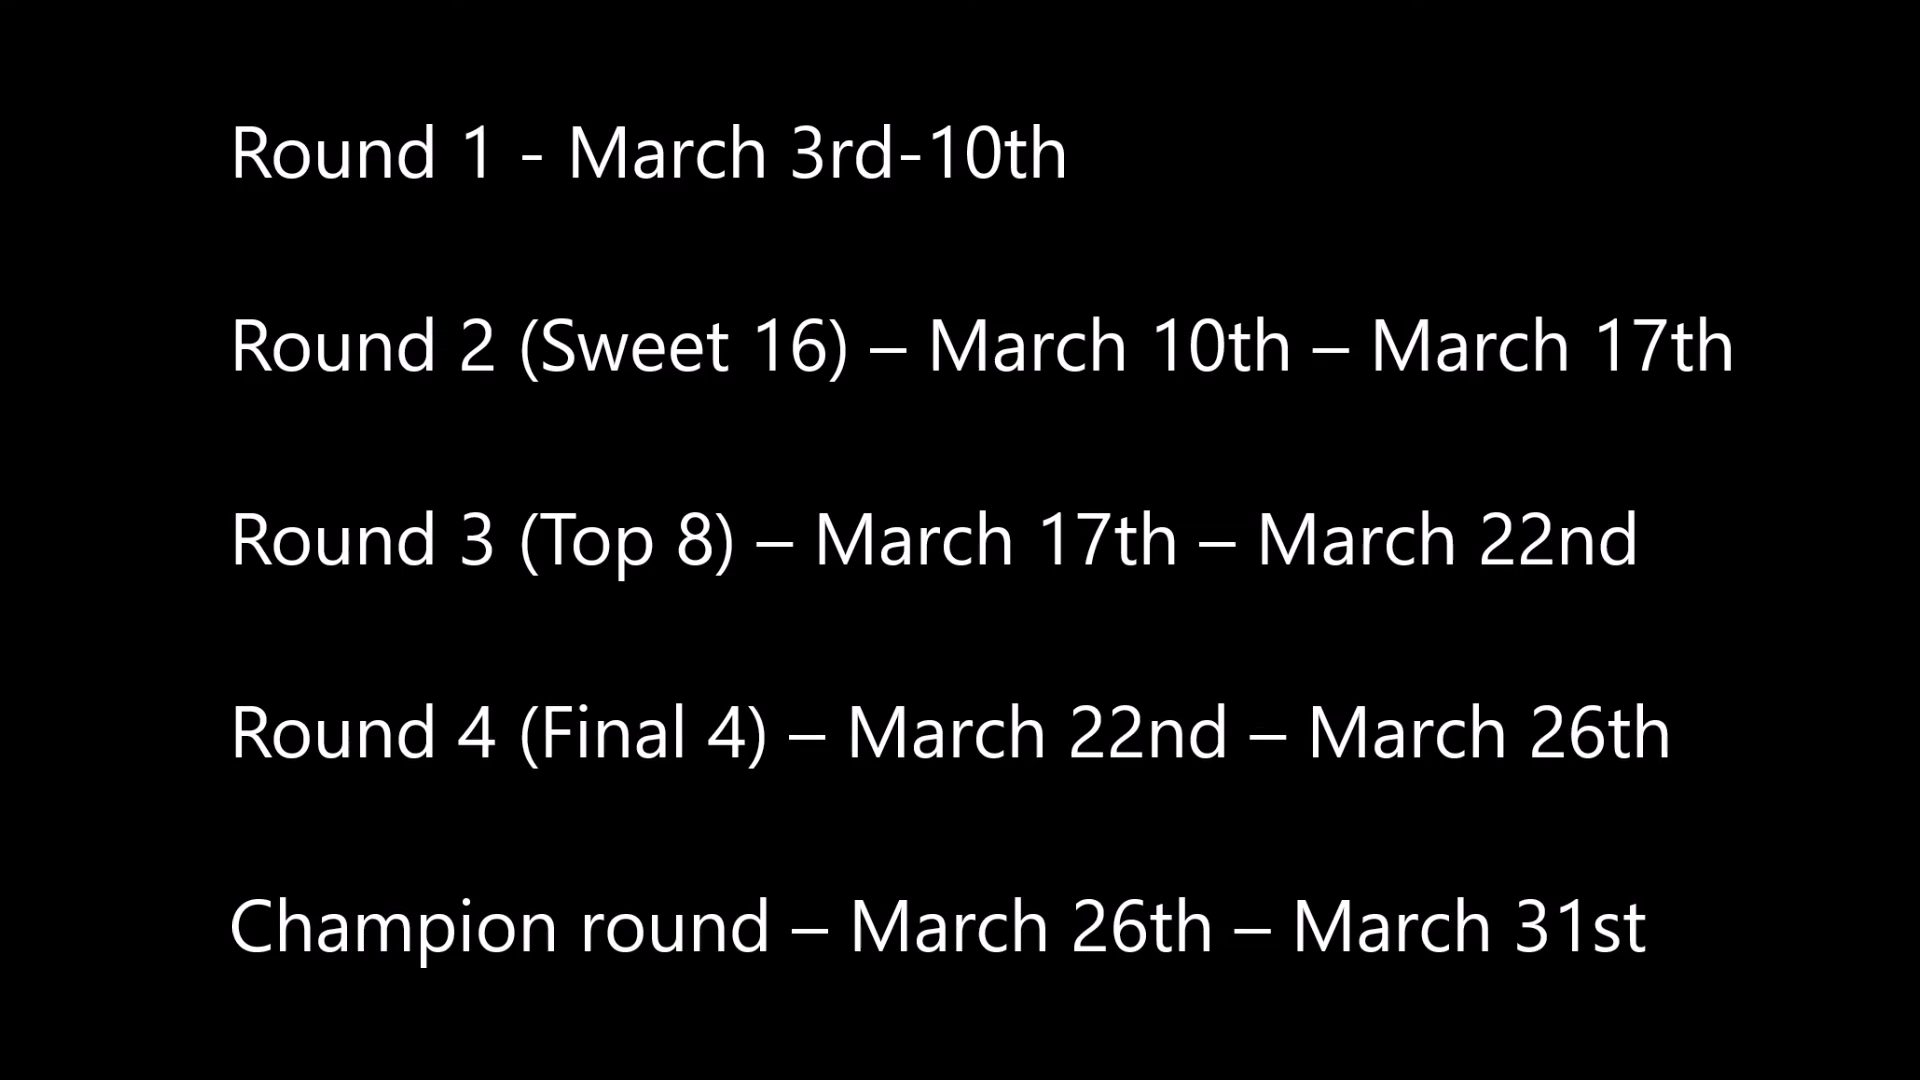 Round 1 - March 3rd-10th
Round 2 (Sweet 16) – March 10th – March 17th
Round 3 (Top 8) – March 17th – March 22nd
Round 4 (Final 4) – March 22nd – March 26th
Champion round – March 26th – March 31st